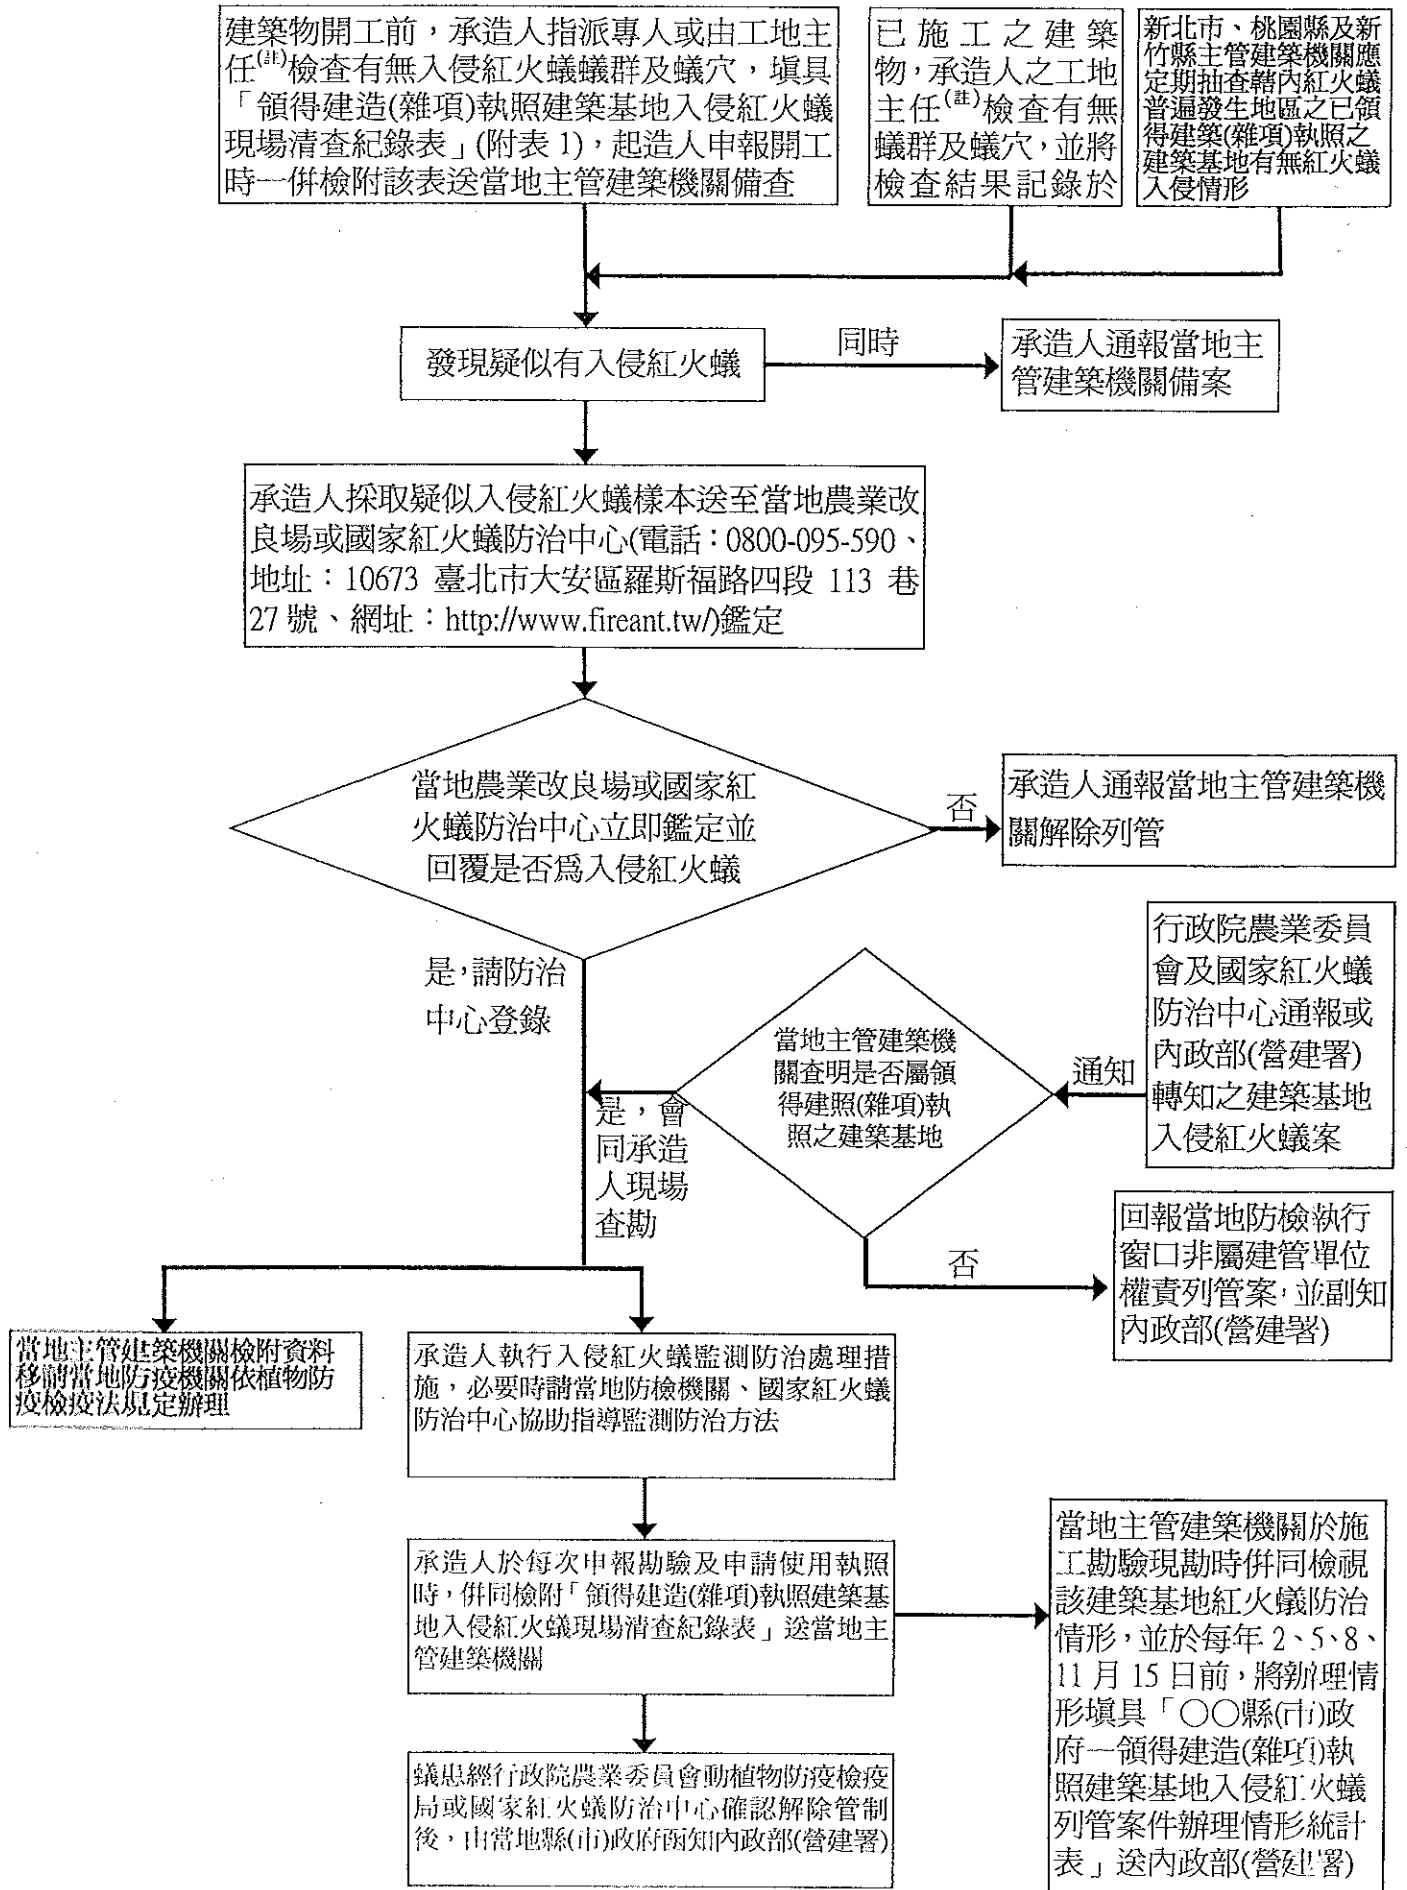 建築物開工前，承造人指派專人或由工地主
任(註)檢查有無入侵紅火蟻蟻群及蟻穴，填具
「領得建造(雜項)執照建築基地入侵紅火蟻
現場清查紀錄表」(附表1)，起造人申報開工
時一併檢附該表送當地主管建築機關備查
已施工之建築
物，承造人之工地
主任(註)檢查有無
蟻群及蟻穴，並將
檢查結果記錄於
新北市、桃園縣及新
竹縣主管建築機關應
定期抽查轄內紅火蟻
普遍發生地區之已領
得建築(雜項)執照之
建築基地有無紅火蟻
入侵情形
發現疑似有入侵紅火蟻
同時
承造人通報當地主
管建築機關備案
承造人採取疑似入侵紅火蟻樣本送至當地農業改
良場或國家紅火蟻防治中心(電話：0800-095-590、
地址：10673 臺北市大安區羅斯福路四段 113 巷
27 號、網址：http://www.fireant.tw/)鑑定
當地農業改良場或國家紅
火蟻防治中心立即鑑定並
回覆是否為入侵紅火蟻
否
承造人通報當地主管建築機
關解除列管
是，請防治
中心登錄
行政院農業委員
會及國家紅火蟻
防治中心通報或
內政部(營建署)
轉知之建築基地
入侵紅火蟻案
通知
當地主管建築機
關查明是否屬領
得建照(雜項)執
照之建築基地
是，會
同承造
人現場
查勘
否
回報當地防檢執行
窗口非屬建管單位
權責列管案，並副知
內政部(營建署)
當地主管建築機關檢附資料
移請當地防疫機關依植物防
疫檢疫法規定辦理
承造人執行入侵紅火蟻監測防治處理措
施，必要時請當地防檢機關、國家紅火蟻
防治中心協助指導監測防治方法
承造人於每次申報勘驗及申請使用執照
時，併同檢附「領得建造(雜項)執照建築基
地入侵紅火蟻現場清查紀錄表」送當地主
管建築機關
當地主管建築機關於施
工勘驗現勘時併同檢視
該建築基地紅火蟻防治
情形，並於每年 2、5、8、
11 月 15 日前，將辦理情
形填具「○○縣(市)政
府—領得建造(雜項)執
照建築基地入侵紅火蟻
列管案件辦理情形統計
表」送內政部(營建署)
蟻患經行政院農業委員會動植物防疫檢疫
局或國家紅火蟻防治中心確認解除管制
後，由當地縣(市)政府函知內政部(營建署)